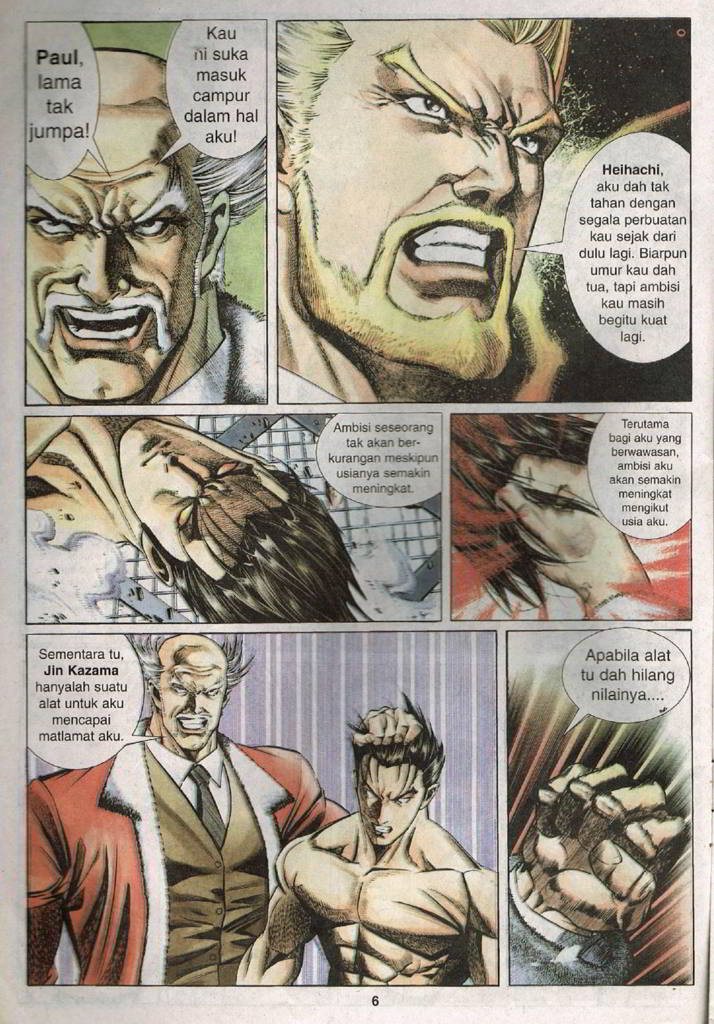 Paul,
lama
tak
jumpa!
Kau
ni suka
masuk
campur
dalam hal
aku!
Heihachi,
aku dah tak
tahan dengan
segala perbuatan
kau sejak dari
dulu lagi. Biarpun
umur kau dah
tua, tapi ambisi
kau masih
begitu kuat
lagi.
Ambisi seseorang
tak akan ber-
kurangan meskipun
usianya semakin
meningkat.
Terutama
bagi aku yang
berwawasan,
ambisi aku
akan semakin
meningkat
mengikut
usia aku.
Sementara tu,
Jin Kazama
hanyalah suatu
alat untuk aku
mencapai
matlamat aku.
Apabila alat
tu dah hilang
nilainya....
6